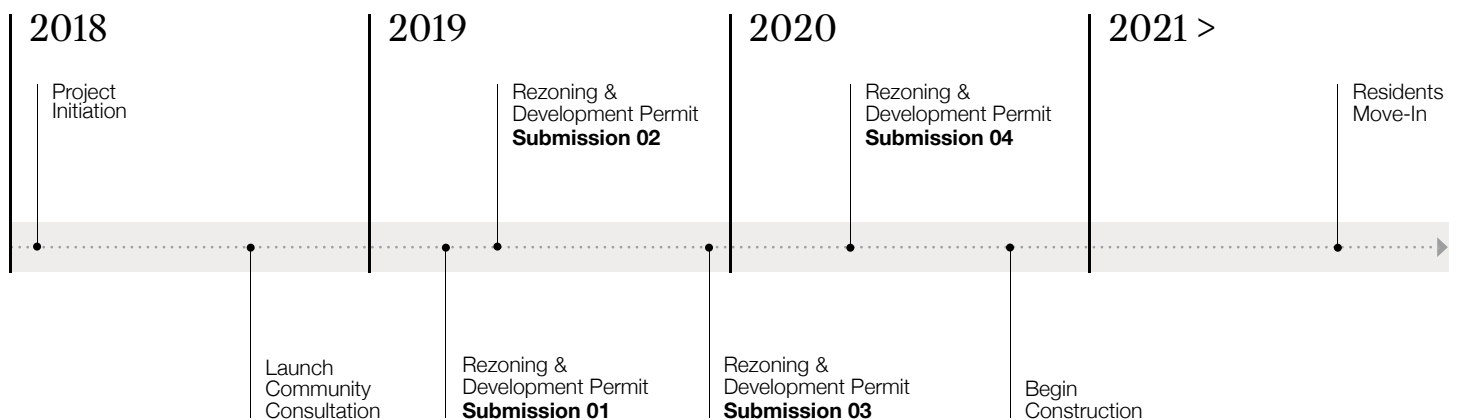 2018
2019
2020
2021 >
Project
Initiation
Rezoning &
Development Permit
Submission 02
Rezoning &
Development Permit
Submission 04
Residents
Move-In
Launch
Community
Consultation
Rezoning &
Development Permit
Submission 01
Rezoning &
Development Permit
Submission 03
Begin
Construction